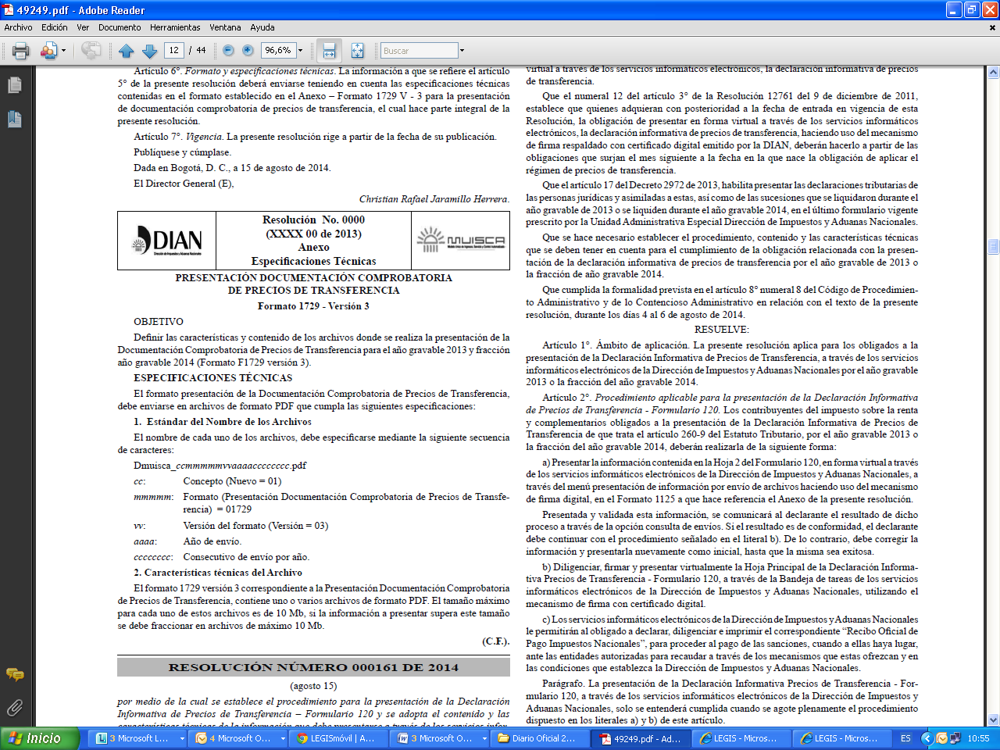 49249.pdf - Adobe Reader
Archivo Edición Ver Documento Herramientas Ventana Ayuda
12 / 44 96,6% Buscar
Artículo 6°. Formato y especificaciones técnicas. La información a que se refiere el artículo
5° de la presente resolución deberá enviarse teniendo en cuenta las especificaciones técnicas
contenidas en el formato establecido en el Anexo – Formato 1729 V - 3 para la presentación
de documentación comprobatoria de precios de transferencia, el cual hace parte integral de la
presente resolución.
Artículo 7°. Vigencia. La presente resolución rige a partir de la fecha de su publicación.
Publíquese y cúmplase.
Dada en Bogotá, D. C., a 15 de agosto de 2014.
El Director General (E),
Christian Rafael Jaramillo Herrera.
DIAN
Dirección de Impuestos y Aduanas Nacionales
Resolución No. 0000
(XXXX 00 de 2013)
Anexo
Especificaciones Técnicas
MUISCA
PRESENTACIÓN DOCUMENTACIÓN COMPROBATORIA
DE PRECIOS DE TRANSFERENCIA
Formato 1729 - Versión 3
OBJETIVO
Definir las características y contenido de los archivos donde se realiza la presentación de la
Documentación Comprobatoria de Precios de Transferencia para el año gravable 2013 y fracción
año gravable 2014 (Formato F1729 versión 3).
ESPECIFICACIONES TÉCNICAS
El formato presentación de la Documentación Comprobatoria de Precios de Transferencia,
debe enviarse en archivos de formato PDF que cumpla las siguientes especificaciones:
1. Estándar del Nombre de los Archivos
El nombre de cada uno de los archivos, debe especificarse mediante la siguiente secuencia
de caracteres:
Dmuisca_ccmmmmmvvaaaacccccccc.pdf
cc: Concepto (Nuevo = 01)
mmmmm: Formato (Presentación Documentación Comprobatoria de Precios de Transfe-
rencia) = 01729
vv: Versión del formato (Versión = 03)
aaaa: Año de envío.
cccccccc: Consecutivo de envío por año.
2. Características técnicas del Archivo
El formato 1729 versión 3 correspondiente a la Presentación Documentación Comprobatoria
de Precios de Transferencia, contiene uno o varios archivos de formato PDF. El tamaño máximo
para cada uno de estos archivos es de 10 Mb, si la información a presentar supera este tamaño
se debe fraccionar en archivos de máximo 10 Mb.
(C.F.).
RESOLUCIÓN NÚMERO 000161 DE 2014
(agosto 15)
por medio de la cual se establece el procedimiento para la presentación de la Declaración
Informativa de Precios de Transferencia – Formulario 120 y se adopta el contenido y las
características técnicas de la información que debe presentarse a través de los servicios infor-
virtual a través de los servicios informáticos electrónicos, la declaración informativa de precios
de transferencia.
Que el numeral 12 del artículo 3° de la Resolución 12761 del 9 de diciembre de 2011,
establece que quienes adquieran con posterioridad a la fecha de entrada en vigencia de esta
Resolución, la obligación de presentar en forma virtual a través de los servicios informáticos
electrónicos, la declaración informativa de precios de transferencia, haciendo uso del mecanismo
de firma respaldado con certificado digital emitido por la DIAN, deberán hacerlo a partir de las
obligaciones que surjan el mes siguiente a la fecha en la que nace la obligación de aplicar el
régimen de precios de transferencia.
Que el artículo 17 del Decreto 2972 de 2013, habilita presentar las declaraciones tributarias de
las personas jurídicas y asimiladas a estas, así como de las sucesiones que se liquidaron durante el
año gravable de 2013 o se liquiden durante el año gravable 2014, en el último formulario vigente
prescrito por la Unidad Administrativa Especial Dirección de Impuestos y Aduanas Nacionales.
Que se hace necesario establecer el procedimiento, contenido y las características técnicas
que se deben tener en cuenta para el cumplimiento de la obligación relacionada con la presen-
tación de la declaración informativa de precios de transferencia por el año gravable de 2013 o
la fracción de año gravable 2014.
Que cumplida la formalidad prevista en el artículo 8° numeral 8 del Código de Procedimien-
to Administrativo y de lo Contencioso Administrativo en relación con el texto de la presente
resolución, durante los días 4 al 6 de agosto de 2014.
RESUELVE:
Artículo 1°. Ámbito de aplicación. La presente resolución aplica para los obligados a la
presentación de la Declaración Informativa de Precios de Transferencia, a través de los servicios
informáticos electrónicos de la Dirección de Impuestos y Aduanas Nacionales por el año gravable
2013 o la fracción del año gravable 2014.
Artículo 2°. Procedimiento aplicable para la presentación de la Declaración Informativa
de Precios de Transferencia - Formulario 120. Los contribuyentes del impuesto sobre la renta
y complementarios obligados a la presentación de la Declaración Informativa de Precios de
Transferencia de que trata el artículo 260-9 del Estatuto Tributario, por el año gravable 2013 o
la fracción del año gravable 2014, deberán realizarla de la siguiente forma:
a) Presentar la información contenida en la Hoja 2 del Formulario 120, en forma virtual a través
de los servicios informáticos electrónicos de la Dirección de Impuestos y Aduanas Nacionales, a
través del menú presentación de información por envío de archivos haciendo uso del mecanismo
de firma digital, en el Formato 1125 a que hace referencia el Anexo de la presente resolución.
Presentada y validada esta información, se comunicará al declarante el resultado de dicho
proceso a través de la opción consulta de envíos. Si el resultado es de conformidad, el declarante
debe continuar con el procedimiento señalado en el literal b). De lo contrario, debe corregir la
información y presentarla nuevamente como inicial, hasta que la misma sea exitosa.
b) Diligenciar, firmar y presentar virtualmente la Hoja Principal de la Declaración Informa-
tiva Precios de Transferencia - Formulario 120, a través de la Bandeja de tareas de los servicios
informáticos electrónicos de la Dirección de Impuestos y Aduanas Nacionales, utilizando el
mecanismo de firma con certificado digital.
c) Los servicios informáticos electrónicos de la Dirección de Impuestos y Aduanas Nacionales
le permitirán al obligado a declarar, diligenciar e imprimir el correspondiente “Recibo Oficial de
Pago Impuestos Nacionales”, para proceder al pago de las sanciones, cuando a ellas haya lugar,
ante las entidades autorizadas para recaudar a través de los mecanismos que estas ofrezcan y en
las condiciones que establezca la Dirección de Impuestos y Aduanas Nacionales.
Parágrafo. La presentación de la Declaración Informativa Precios de Transferencia - For-
mulario 120, a través de los servicios informáticos electrónicos de la Dirección de Impuestos y
Aduanas Nacionales, solo se entenderá cumplida cuando se agote plenamente el procedimiento
dispuesto en los literales a) y b) de este artículo.
Inicio 3 Microsoft L... 4 Microsoft O... LEGISmóvil | A... 3 Microsoft O... Diario Oficial 2... 49249.pdf - Ad... LEGIS - Micros... LEGIS - Micros... ES 10:55